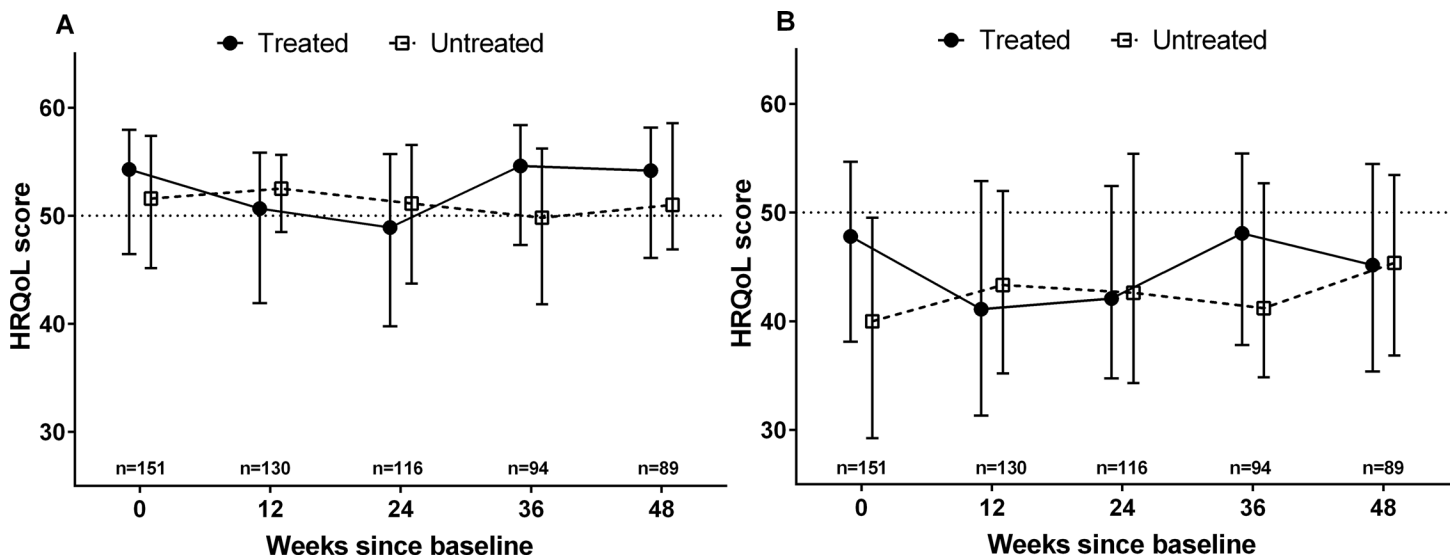 A
Treated Untreated
60
50
40
30
HRQoL score
n=151 n=130 n=116 n=94 n=89
0 12 24 36 48
Weeks since baseline
B
Treated Untreated
60
50
40
30
HRQoL score
n=151 n=130 n=116 n=94 n=89
0 12 24 36 48
Weeks since baseline